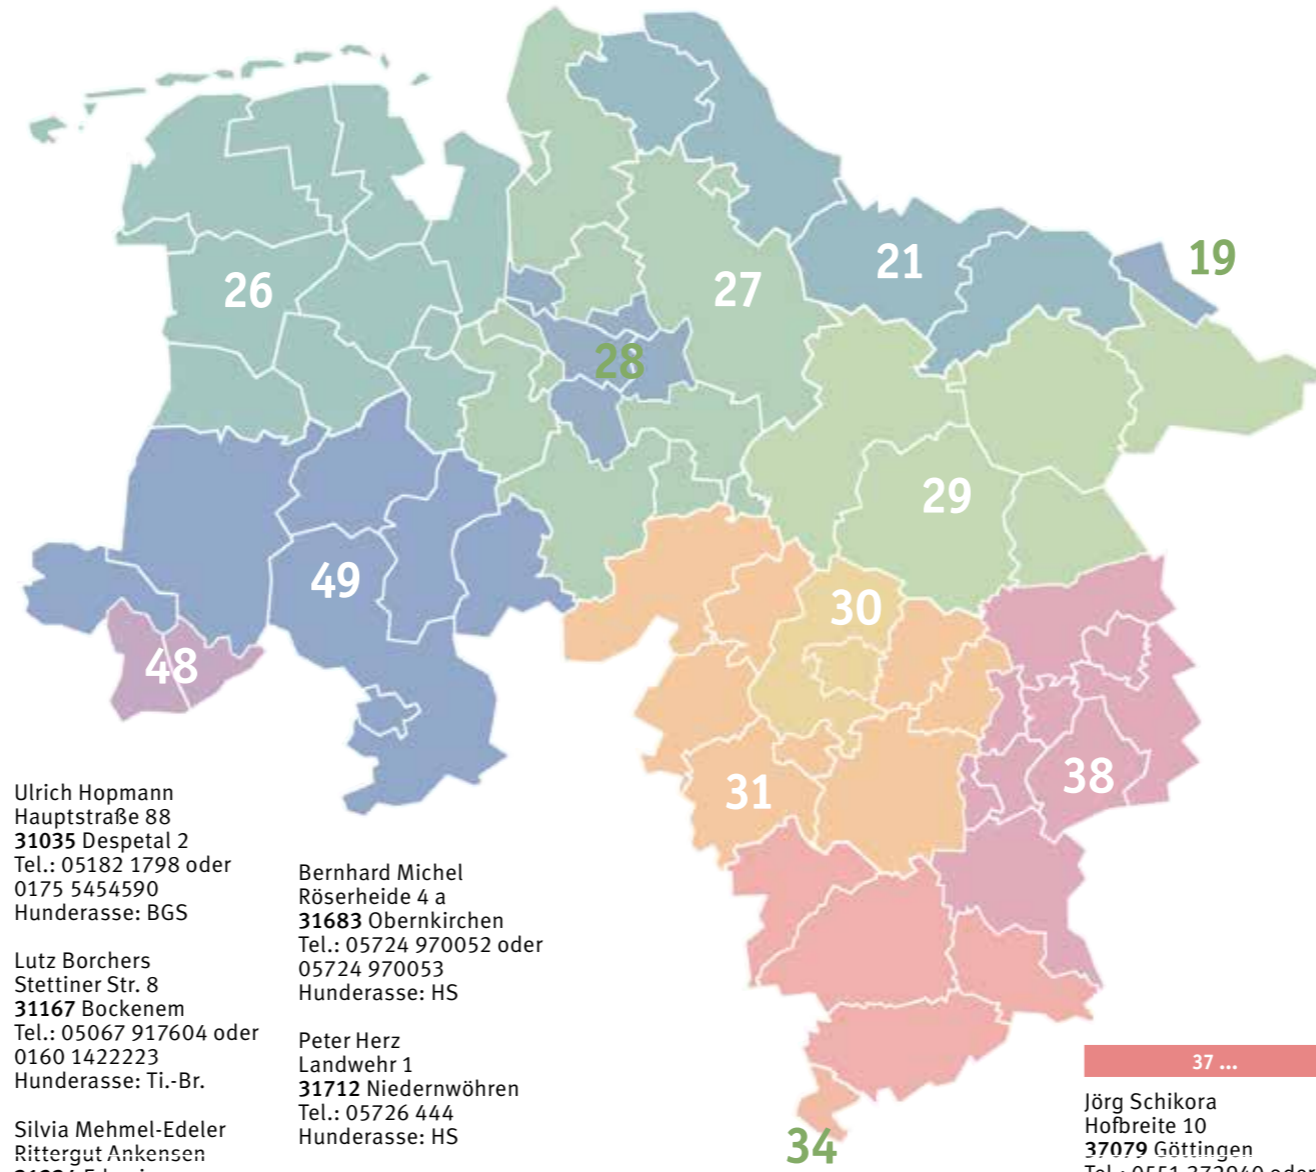 19
21
26
27
28
29
49
30
48
38
31
34
Ulrich Hopmann
Hauptstraße 88
31035 Despetal 2
Tel.: 05182 1798 oder
0175 5454590
Hunderasse: BGS
Lutz Borchers
Stettiner Str. 8
31167 Bockenem
Tel.: 05067 917604 oder
0160 1422223
Hunderasse: Ti.-Br.
Silvia Mehmel-Edeler
Rittergut Ankensen
Bernhard Michel
Röserheide 4 a
31683 Obernkirchen
Tel.: 05724 970052 oder
05724 970053
Hunderasse: HS
Peter Herz
Landwehr 1
31712 Niedernwöhren
Tel.: 05726 444
Hunderasse: HS
37 ...
Jörg Schikora
Hofbreite 10
37079 Göttingen
Tel.: 0551 372940 oder